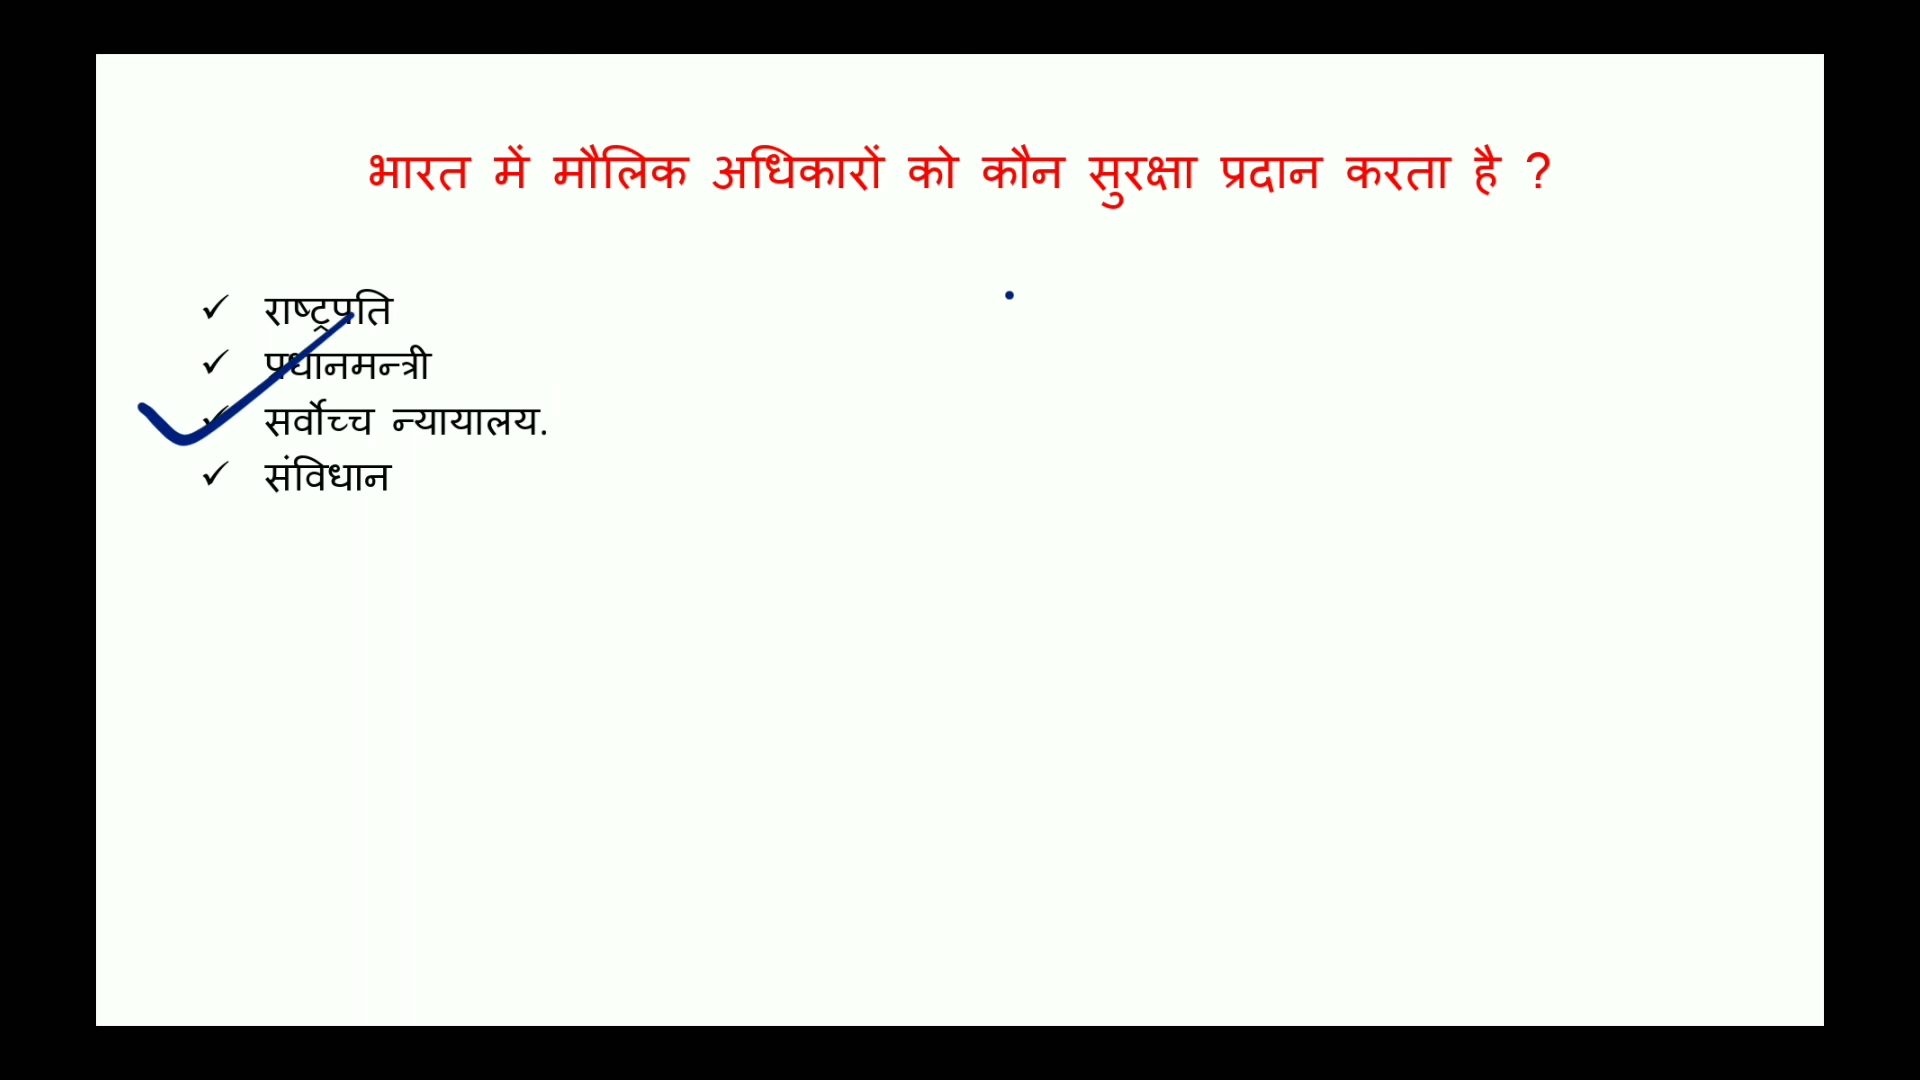 भारत में मौलिक अधिकारों को कौन सुरक्षा प्रदान करता है ?
✓ राष्ट्रपति
✓ प्रधानमन्त्री
✓ सर्वोच्च न्यायालय.
✓ संविधान